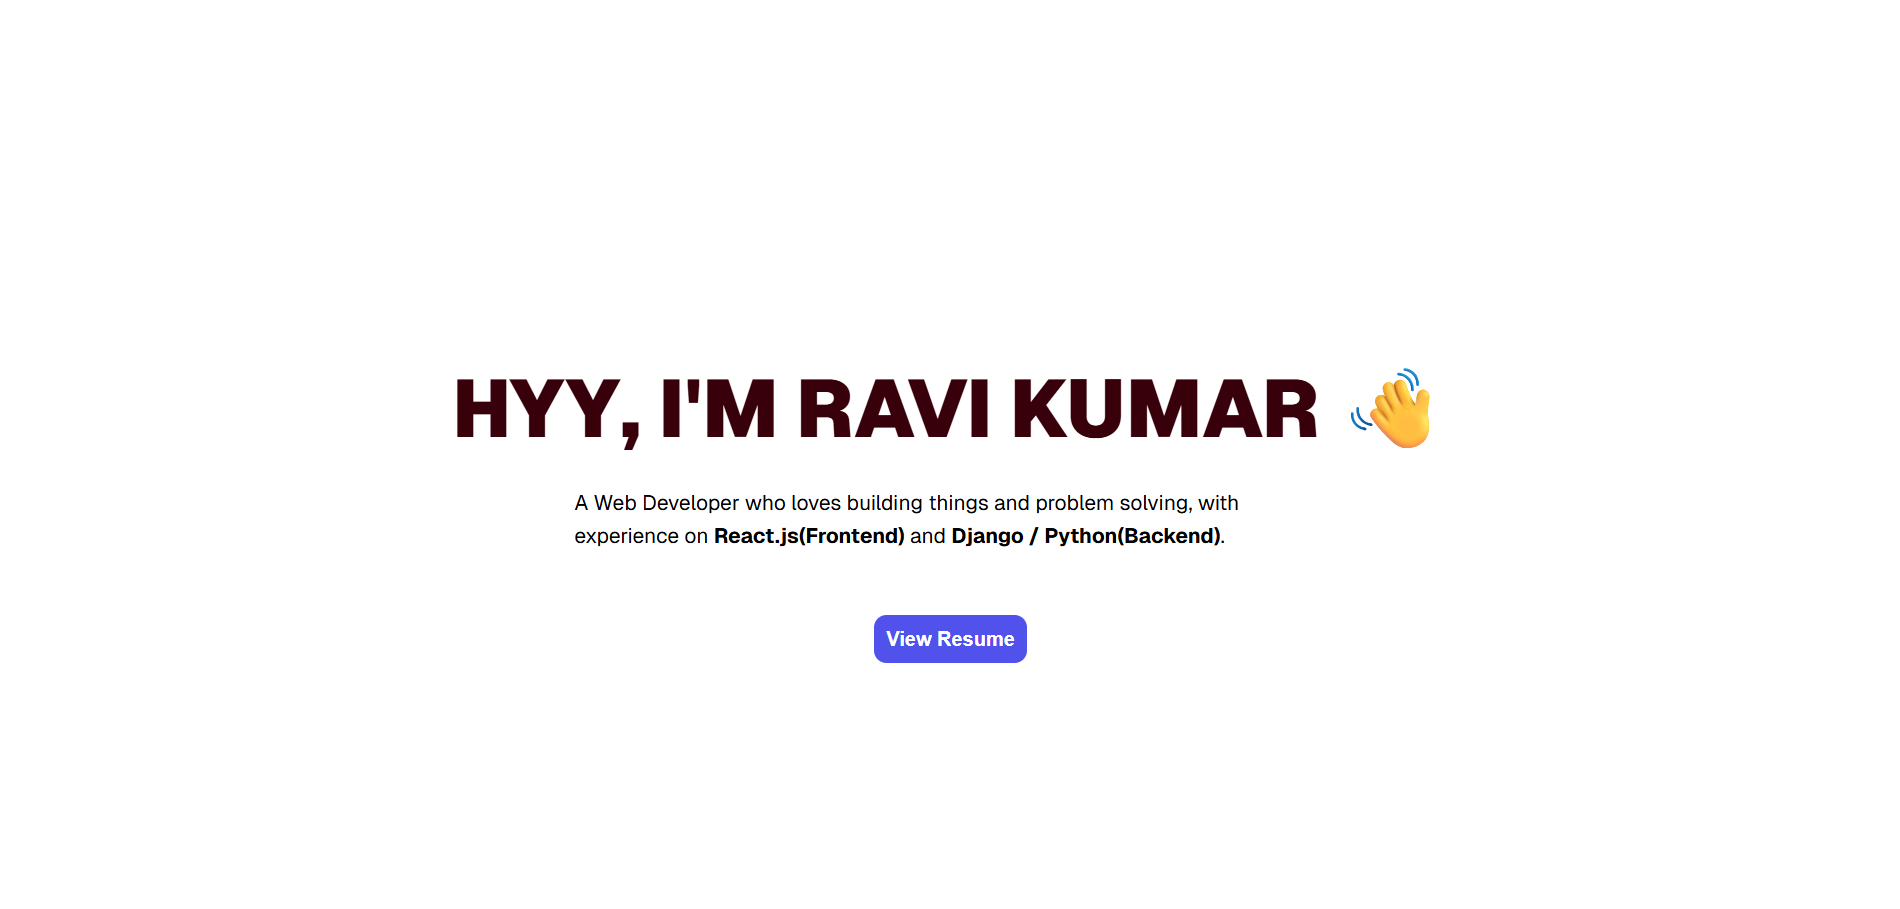 HYY, I'M RAVI KUMAR 👋
A Web Developer who loves building things and problem solving, with
experience on React.js(Frontend) and Django / Python(Backend).
View Resume